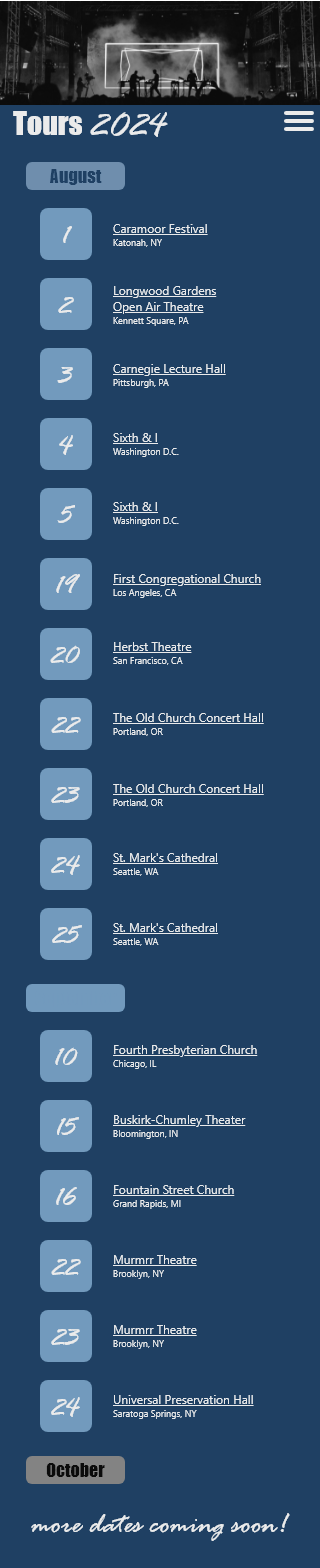 Tours 2024
August
1
Caramoor Festival
Katonah, NY
2
Longwood Gardens
Open Air Theatre
Kennett Square, PA
3
Carnegie Lecture Hall
Pittsburgh, PA
4
Sixth & I
Washington D.C.
5
Sixth & I
Washington D.C.
19
First Congregational Church
Los Angeles, CA
20
Herbst Theatre
San Francisco, CA
22
The Old Church Concert Hall
Portland, OR
23
The Old Church Concert Hall
Portland, OR
24
St. Mark's Cathedral
Seattle, WA
25
St. Mark's Cathedral
Seattle, WA
10
Fourth Presbyterian Church
Chicago, IL
15
Buskirk-Chumley Theater
Bloomington, IN
16
Fountain Street Church
Grand Rapids, MI
22
Murmrr Theatre
Brooklyn, NY
23
Murmrr Theatre
Brooklyn, NY
24
Universal Preservation Hall
Saratoga Springs, NY
October
more dates coming soon!